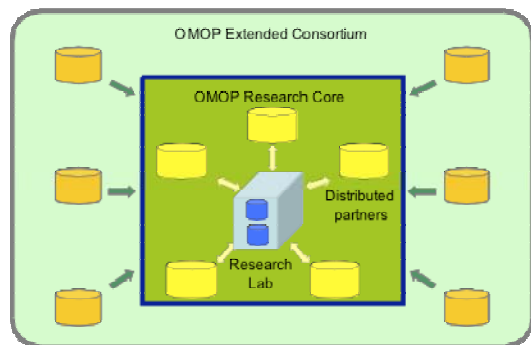 OMOP Extended Consortium
OMOP Research Core
Distributed
partners
Research
Lab